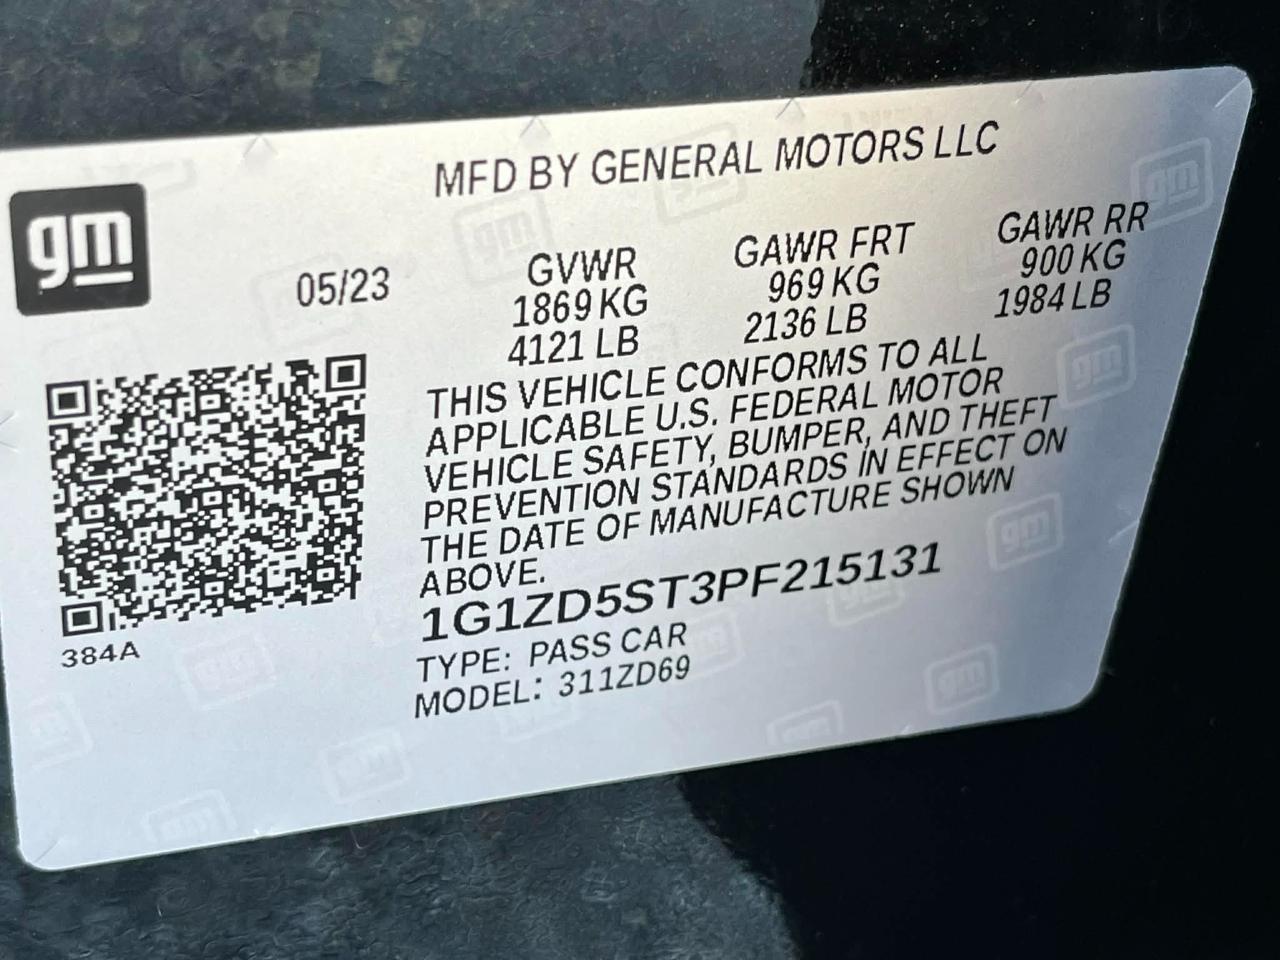 gm
MFD BY GENERAL MOTORS LLC
05/23
GVWR
1869 KG
4121 LB
GAWR FRT
969 KG
2136 LB
GAWR RR
900 KG
1984 LB
THIS VEHICLE CONFORMS TO ALL
APPLICABLE U.S. FEDERAL MOTOR
VEHICLE SAFETY, BUMPER, AND THEFT
PREVENTION STANDARDS IN EFFECT ON
THE DATE OF MANUFACTURE SHOWN
ABOVE.
1G1ZD5ST3PF215131
TYPE: PASS CAR
MODEL: 311ZD69
384A